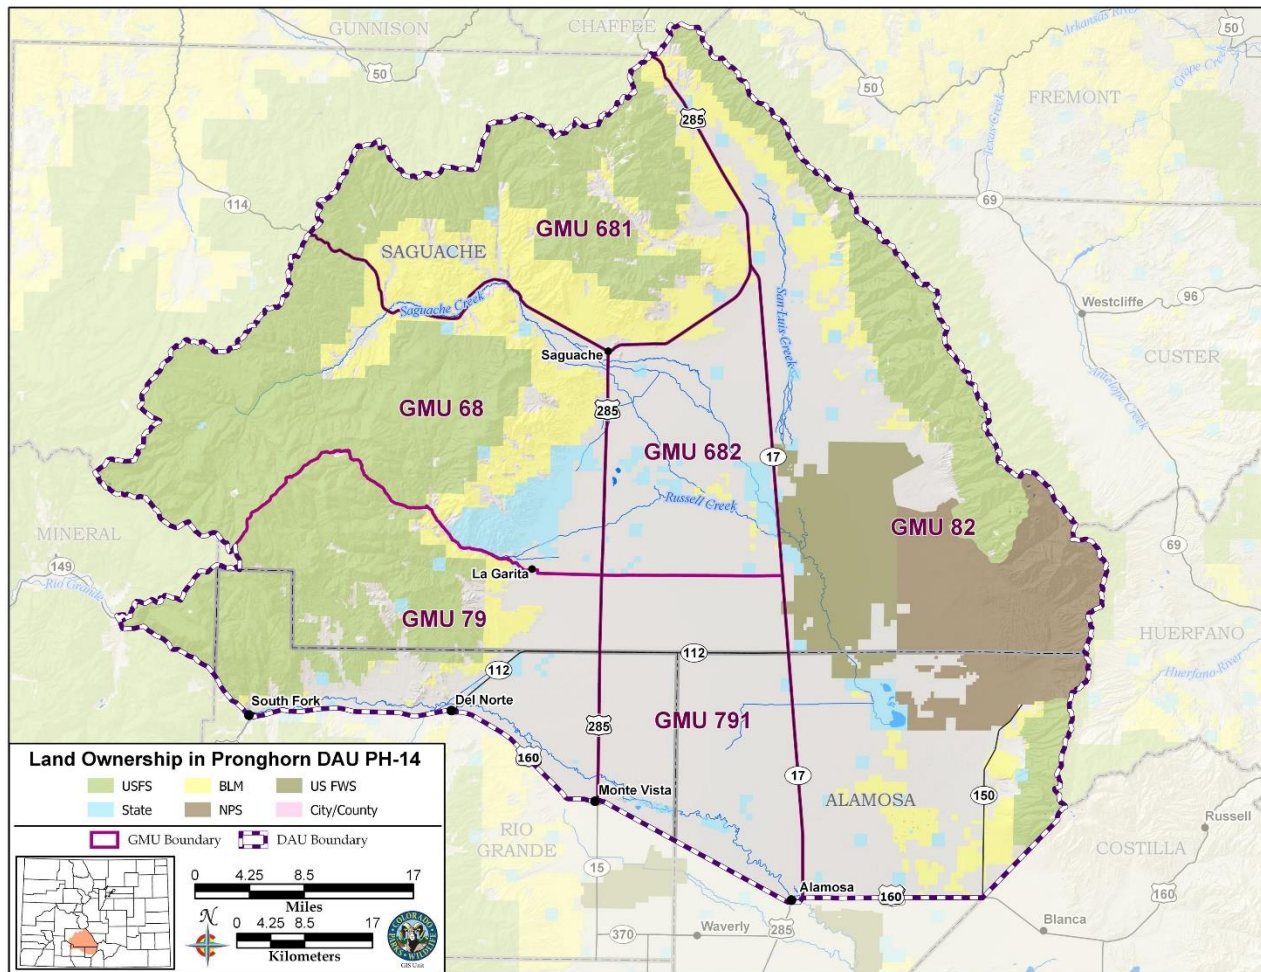 GUNNISON
CHAFFEE
Arkansas River
50
50
50
50
Grape Creek
FREMONT
Texas Creek
285
69
114
GMU 681
SAGUACHE
Saguache Creek
San Luis Creek
Westcliffe
96
CUSTER
Antelope Creek
Saguache
GMU 68
285
GMU 682
17
Russell Creek
GMU 82
MINERAL
149
Rio Grande
69
La Garita
GMU 79
HUERFANO
Huerfano River
112
112
South Fork
Del Norte
GMU 791
285
160
17
Monte Vista
ALAMOSA
150
RIO
GRANDE
Russell
COSTILLA
15
160
Alamosa
160
Blanca
370
Waverly
285
Land Ownership in Pronghorn DAU PH-14
USFS BLM US FWS
State NPS City/County
GMU Boundary DAU Boundary
0 4.25 8.5 17
Miles
N
0 4.25 8.5 17
Kilometers
COLORADO
PARKS & WILDLIFE
GIS Unit